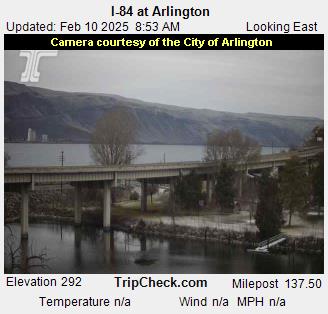 I-84 at Arlington
Updated: Feb 10 2025 8:53 AM Looking East
Camera courtesy of the City of Arlington
Elevation 292 TripCheck.com Milepost 137.50
Temperature n/a Wind n/a MPH n/a